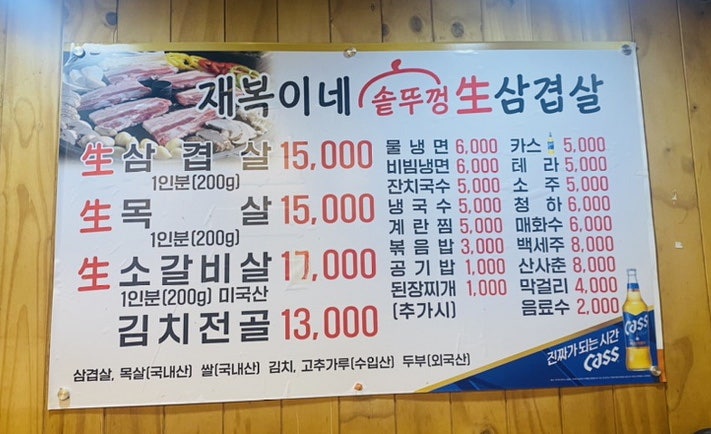 재복이네 솥뚜껑 生 삼겹살
生 삼겹살 15,000
1인분(200g)
生 목살 15,000
1인분(200g)
生 소갈비살 17,000
1인분(200g) 미국산
김치전골 13,000
물냉면 6,000
비빔냉면 6,000
잔치국수 5,000
냉국수 5,000
계란찜 5,000
볶음밥 3,000
공기밥 1,000
된장찌개 1,000
(추가시)
카스 5,000
테라 5,000
소주 5,000
청하 6,000
매화수 6,000
백세주 8,000
산사춘 8,000
막걸리 4,000
음료수 2,000
삼겹살, 목살(국내산) 쌀(국내산) 김치, 고추가루(수입산) 두부(외국산)
진짜가 되는 시간
cass
cass